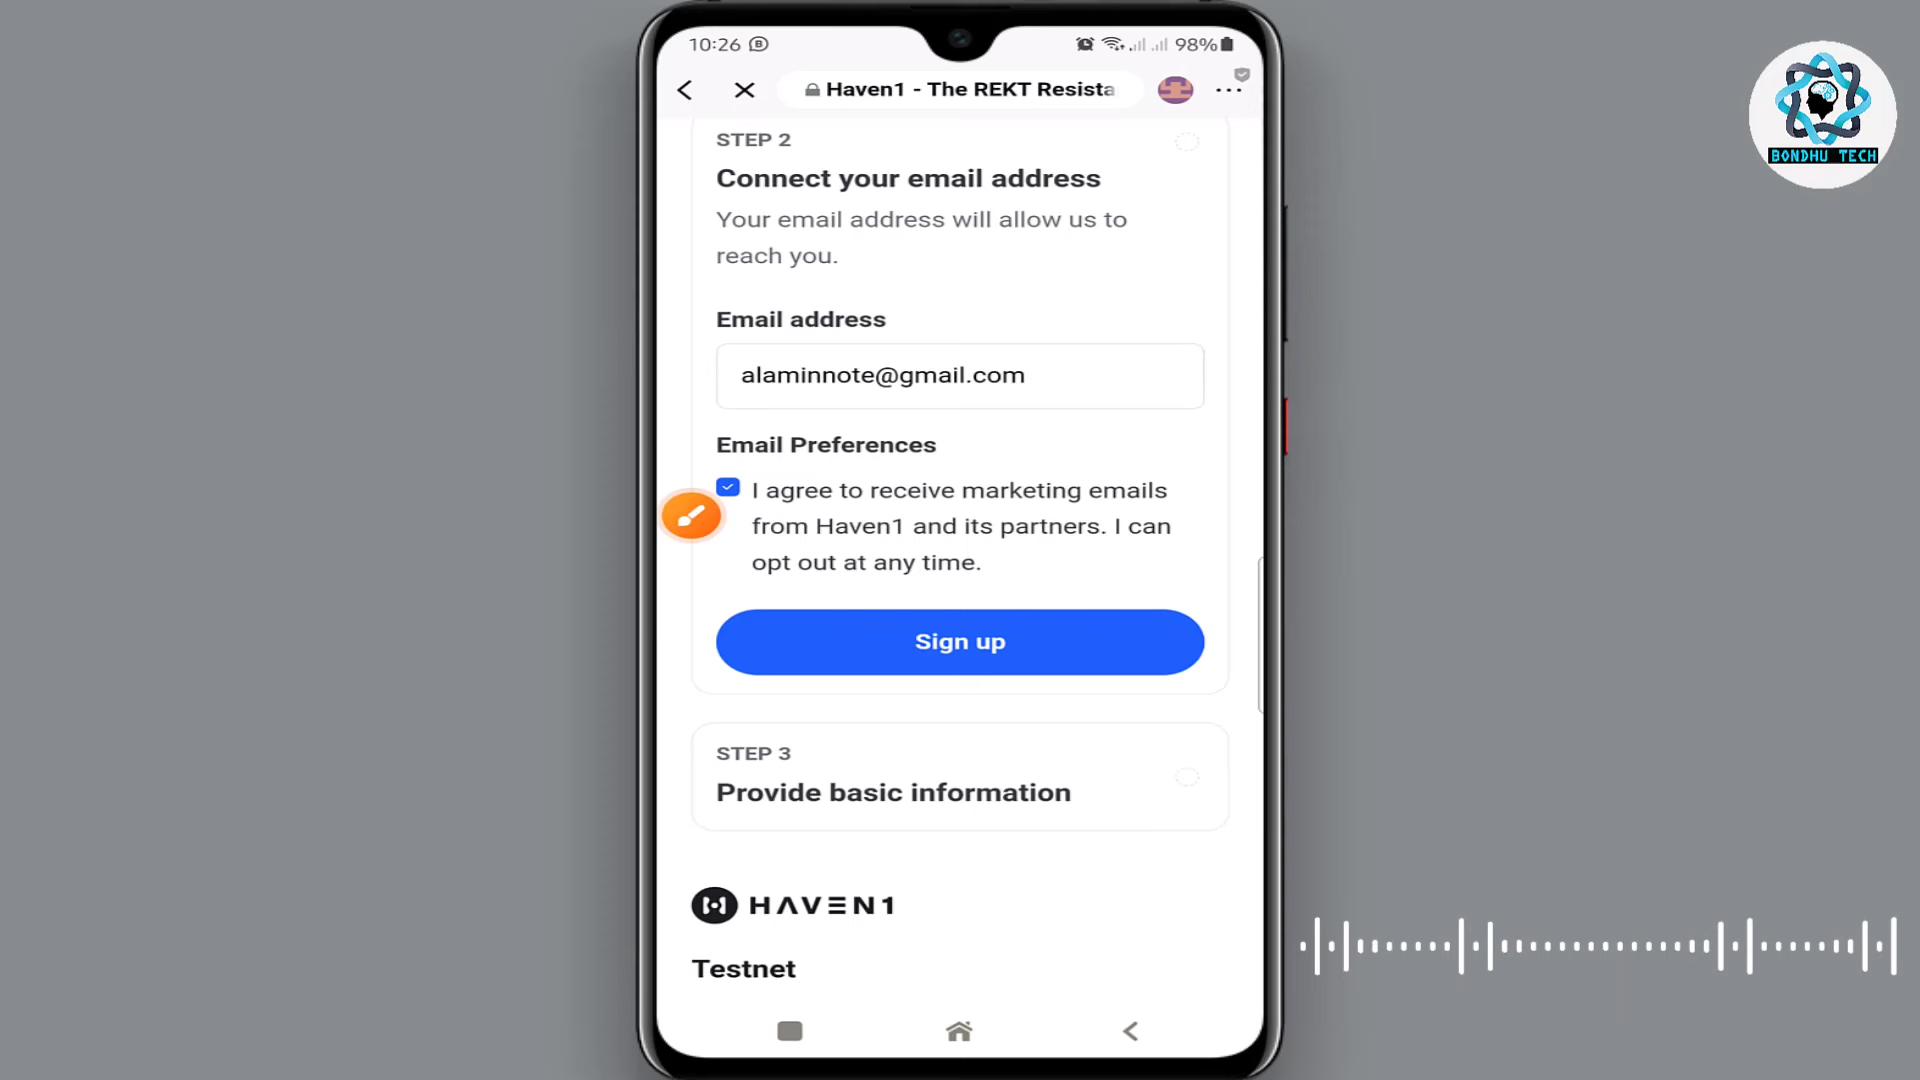 10:26
98%
BONDHU TECH
Haven1 - The REKT Resista
STEP 2
Connect your email address
Your email address will allow us to
reach you.
Email address
alaminnote@gmail.com
Email Preferences
I agree to receive marketing emails
from Haven1 and its partners. I can
opt out at any time.
Sign up
STEP 3
Provide basic information
HAVEN1
Testnet